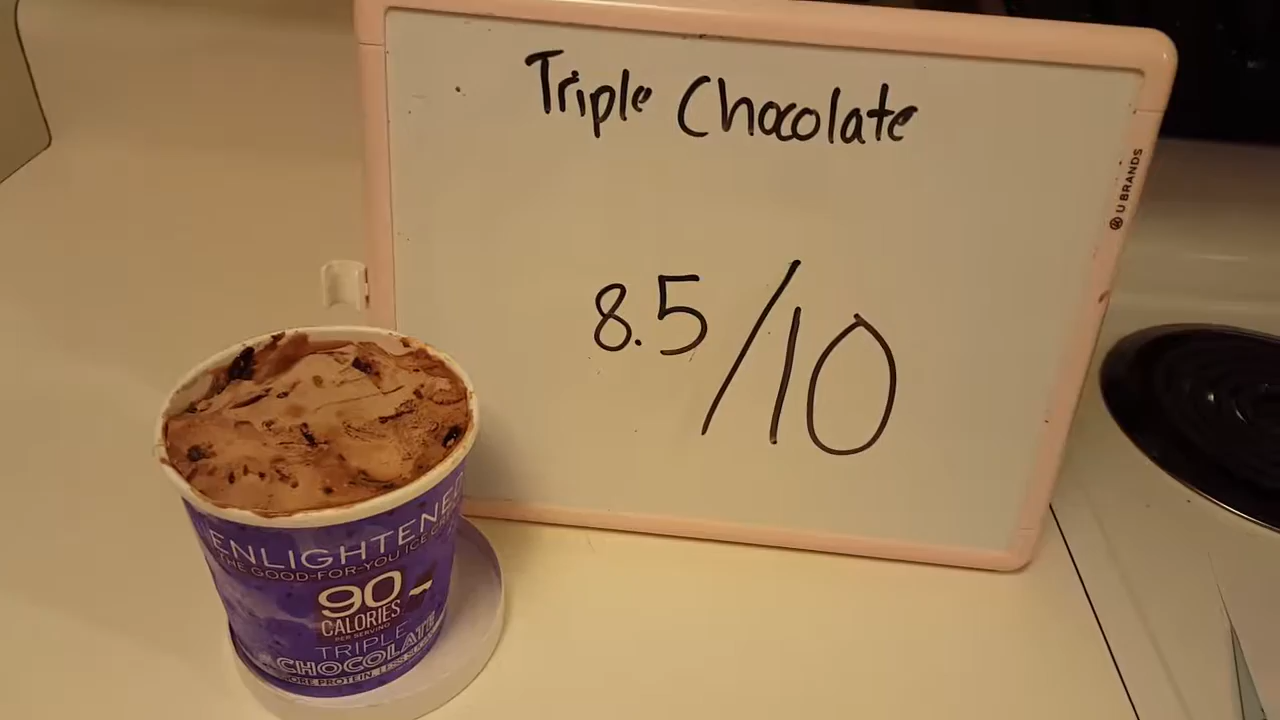 Triple Chocolate
8.5/10
U BRANDS
ENLIGHTENED
THE GOOD-FOR-YOU ICE CREAM
90
CALORIES
PER SERVING
TRIPLE
CHOCOLATE
MORE PROTEIN. LESS SUGAR.